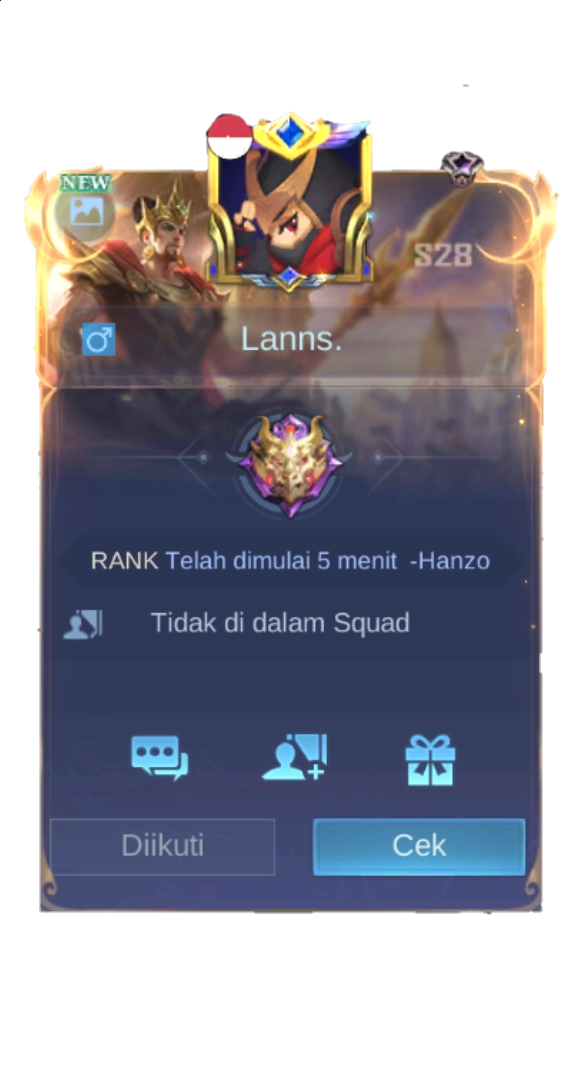 NEW
S28
Lanns.
RANK Telah dimulai 5 menit -Hanzo
Tidak di dalam Squad
Diikuti
Cek